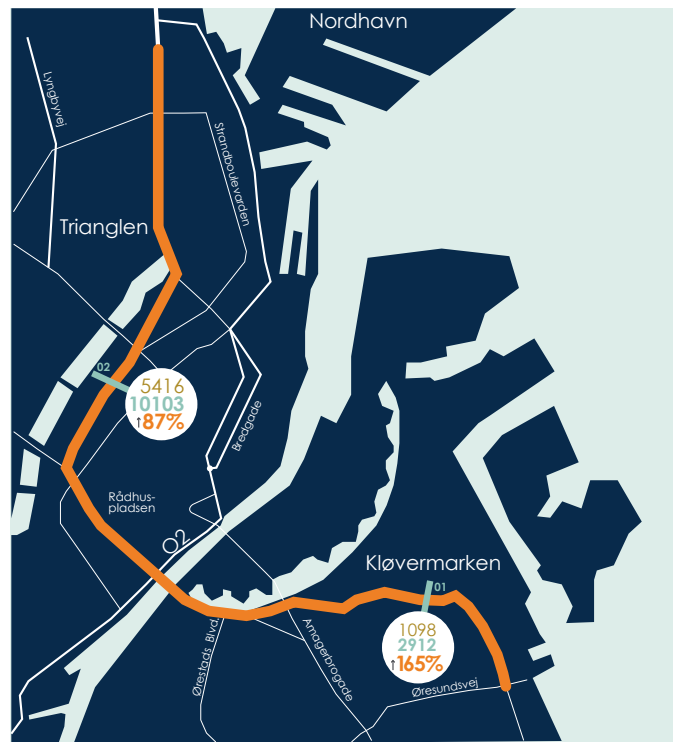 Nordhavn
Lyngbyvej
Strandboulevarden
Trianglen
02
5416
10103
↑87%
Bredgade
Rådhus-
pladsen
O2
Kløvermarken
01
1098
2912
↑165%
Ørestads Blvd.
Amagerbrogade
Øresundsvej